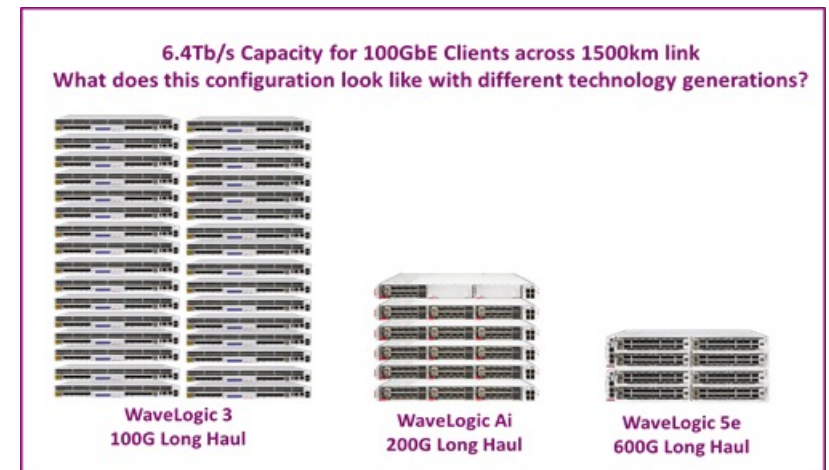 6.4Tb/s Capacity for 100GbE Clients across 1500km link
What does this configuration look like with different technology generations?
WaveLogic 3
100G Long Haul
WaveLogic Ai
200G Long Haul
WaveLogic 5e
600G Long Haul